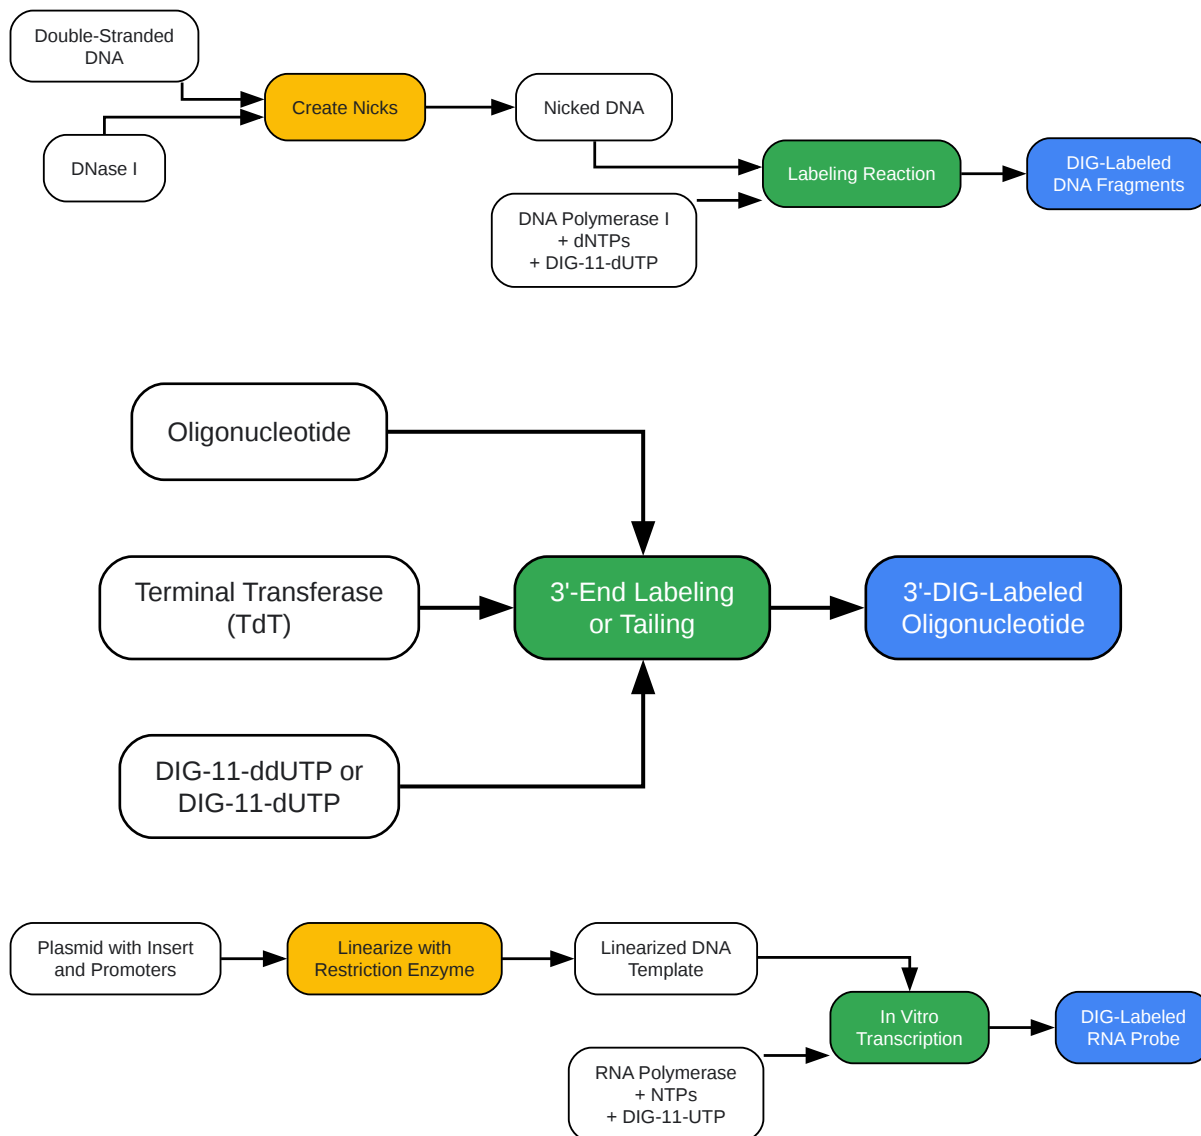 Double-Stranded
DNA
DNase I
Create Nicks
Nicked DNA
DNA Polymerase I
+ dNTPs
+ DIG-11-dUTP
Labeling Reaction
DIG-Labeled
DNA Fragments
Oligonucleotide
Terminal Transferase
(TdT)
DIG-11-ddUTP or
DIG-11-dUTP
3'-End Labeling
or Tailing
3'-DIG-Labeled
Oligonucleotide
Plasmid with Insert
and Promoters
Linearize with
Restriction Enzyme
Linearized DNA
Template
RNA Polymerase
+ NTPs
+ DIG-11-UTP
In Vitro
Transcription
DIG-Labeled
RNA Probe